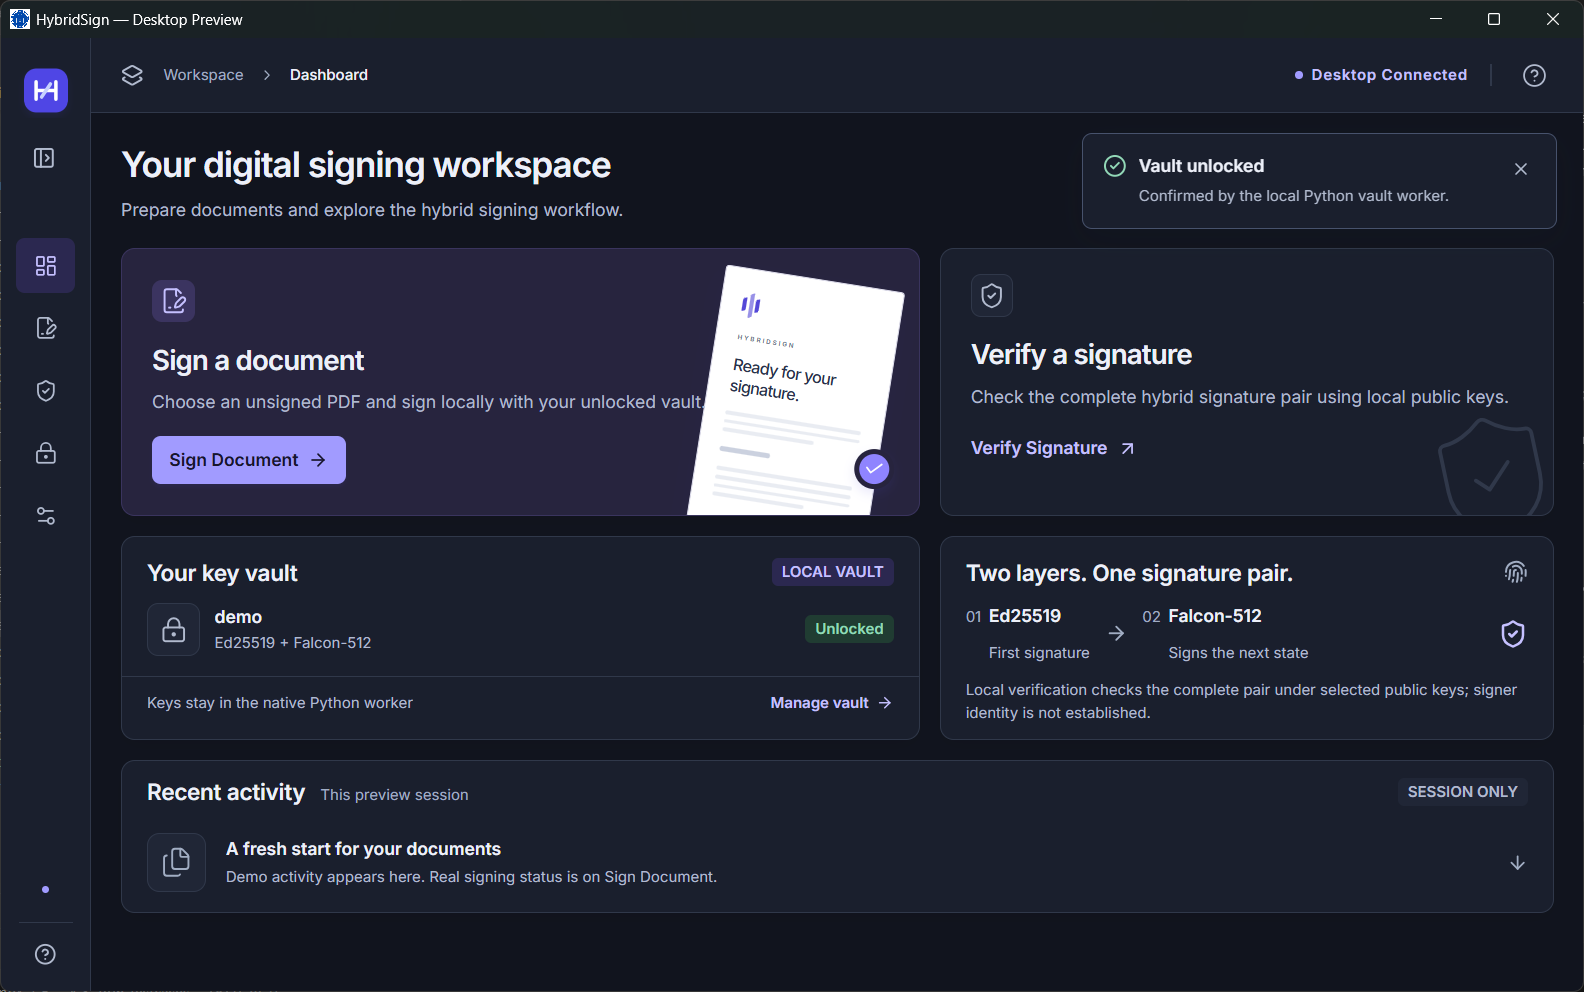 HybridSign — Desktop Preview
Workspace
Dashboard
Desktop Connected
Your digital signing workspace
Prepare documents and explore the hybrid signing workflow.
Vault unlocked
Confirmed by the local Python vault worker.
Sign a document
Choose an unsigned PDF and sign locally with your unlocked vault.
Sign Document
HYBRIDSIGN
Ready for your
signature.
Verify a signature
Check the complete hybrid signature pair using local public keys.
Verify Signature
Your key vault
LOCAL VAULT
demo
Ed25519 + Falcon-512
Unlocked
Keys stay in the native Python worker
Manage vault
Two layers. One signature pair.
01 Ed25519
First signature
02 Falcon-512
Signs the next state
Local verification checks the complete pair under selected public keys; signer
identity is not established.
Recent activity
This preview session
SESSION ONLY
A fresh start for your documents
Demo activity appears here. Real signing status is on Sign Document.